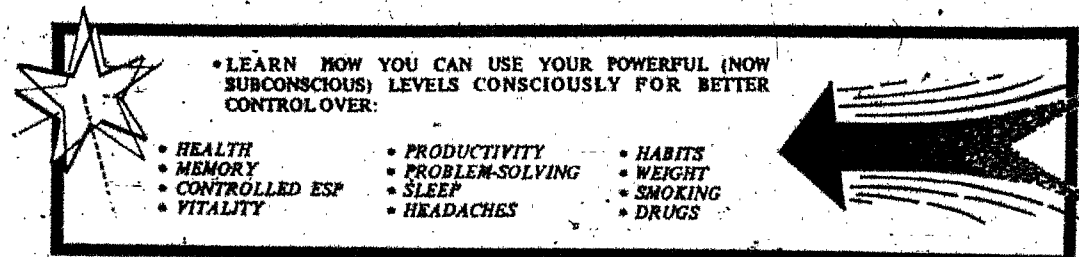 * LEARN HOW YOU CAN USE YOUR POWERFUL (NOW
SUBCONSCIOUS) LEVELS CONSCIOUSLY FOR BETTER
CONTROL OVER:
* HEALTH
* MEMORY
* CONTROLLED ESP
* VITALITY
* PRODUCTIVITY
* PROBLEM-SOLVING
* SLEEP
* HEADACHES
* HABITS
* WEIGHT
* SMOKING
* DRUGS